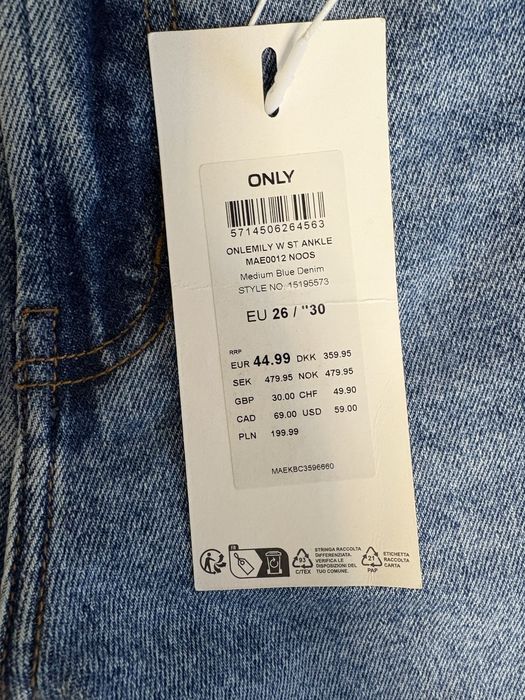 ONLY
5714506264563
ONLEMILY W ST ANKLE
MAE0012 NOOS
Medium Blue Denim
STYLE NO. 15195573
EU 26 / "30
RRP
EUR 44.99 DKK 359.95
SEK 479.95 NOK 479.95
GBP 30.00 CHF 49.90
CAD 69.00 USD 59.00
PLN 199.99
MAEKBC3596660
FR
93
C/TEX
STRINGA RACCOLTA
DIFFERENZIATA.
VERIFICA LE
DISPOSIZIONI DEL
TUO COMUNE.
21
PAP
ETICHETTA
RACCOLTA
CARTA